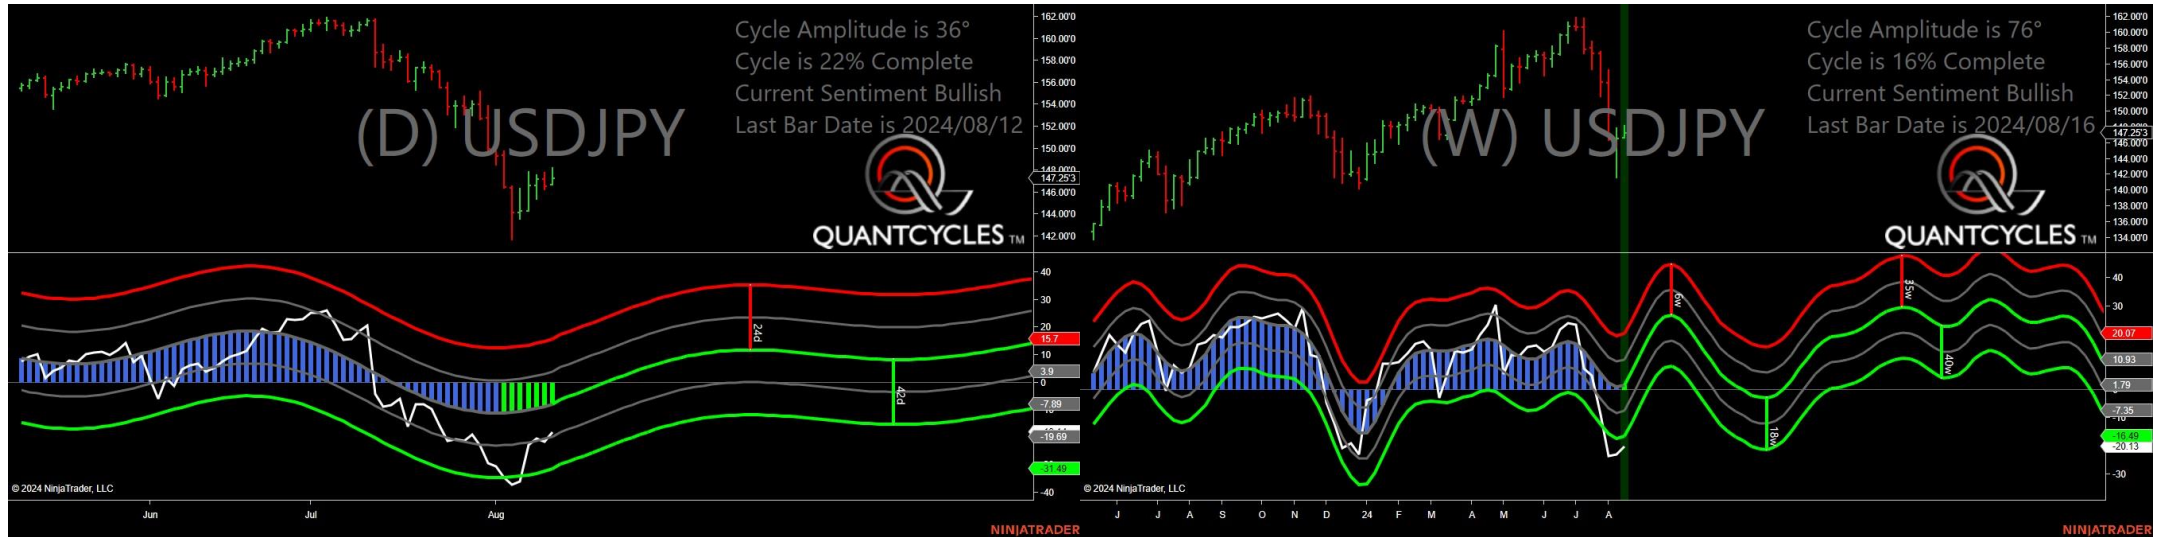 Cycle Amplitude is 36°
Cycle is 22% Complete
Current Sentiment Bullish
Last Bar Date is 2024/08/12
(D) USDJPY
QUANTCYCLES TM
162.00'0
160.00'0
158.00'0
156.00'0
154.00'0
152.00'0
150.00'0
148.00'0
147.25'3
146.00'0
144.00'0
142.00'0
24d
42d
40
30
20
15.7
10
3.9
0
-7.89
-19.69
-31.49
-40
© 2024 NinjaTrader, LLC
Jun
Jul
Aug
NINJATRADER
Cycle Amplitude is 76°
Cycle is 16% Complete
Current Sentiment Bullish
Last Bar Date is 2024/08/16
(W) USDJPY
QUANTCYCLES TM
162.00'0
160.00'0
158.00'0
156.00'0
154.00'0
152.00'0
150.00'0
147.25'3
146.00'0
144.00'0
142.00'0
140.00'0
138.00'0
136.00'0
134.00'0
6w
35w
40w
18w
40
30
20.07
10.93
1.79
-7.35
-16.49
-20.13
-30
© 2024 NinjaTrader, LLC
J
J
A
S
O
N
D
24
F
M
A
M
J
J
A
NINJATRADER